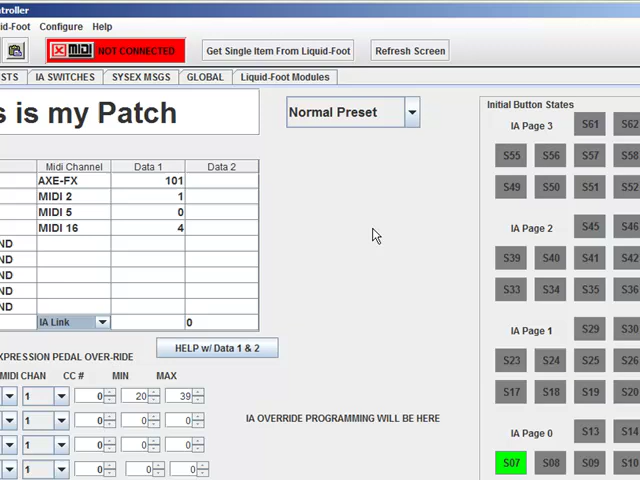 ntroller
id-Foot Configure Help
MIDI NOT CONNECTED Get Single Item From Liquid-Foot Refresh Screen
STS IA SWITCHES SYSEX MSGS GLOBAL Liquid-Foot Modules
s is my Patch
Normal Preset
Initial Button States
IA Page 3 S61 S62
S55 S56 S57 S58
S49 S50 S51 S52
IA Page 2 S45 S46
S39 S40 S41 S42
S33 S34 S35 S36
IA Page 1 S29 S30
S23 S24 S25 S26
S17 S18 S19 S20
IA Page 0 S13 S14
S07 S08 S09 S10
Midi Channel Data 1 Data 2
AXE-FX 101
MIDI 2 1
MIDI 5 0
MIDI 16 4
ND
ND
ND
ND
ND
IA Link 0
HELP w/ Data 1 & 2
XPRESSION PEDAL OVER-RIDE
MIDI CHAN CC # MIN MAX
1 0 20 39
1 0 0 0
1 0 0 0
1 0 0 0
IA OVERRIDE PROGRAMMING WILL BE HERE